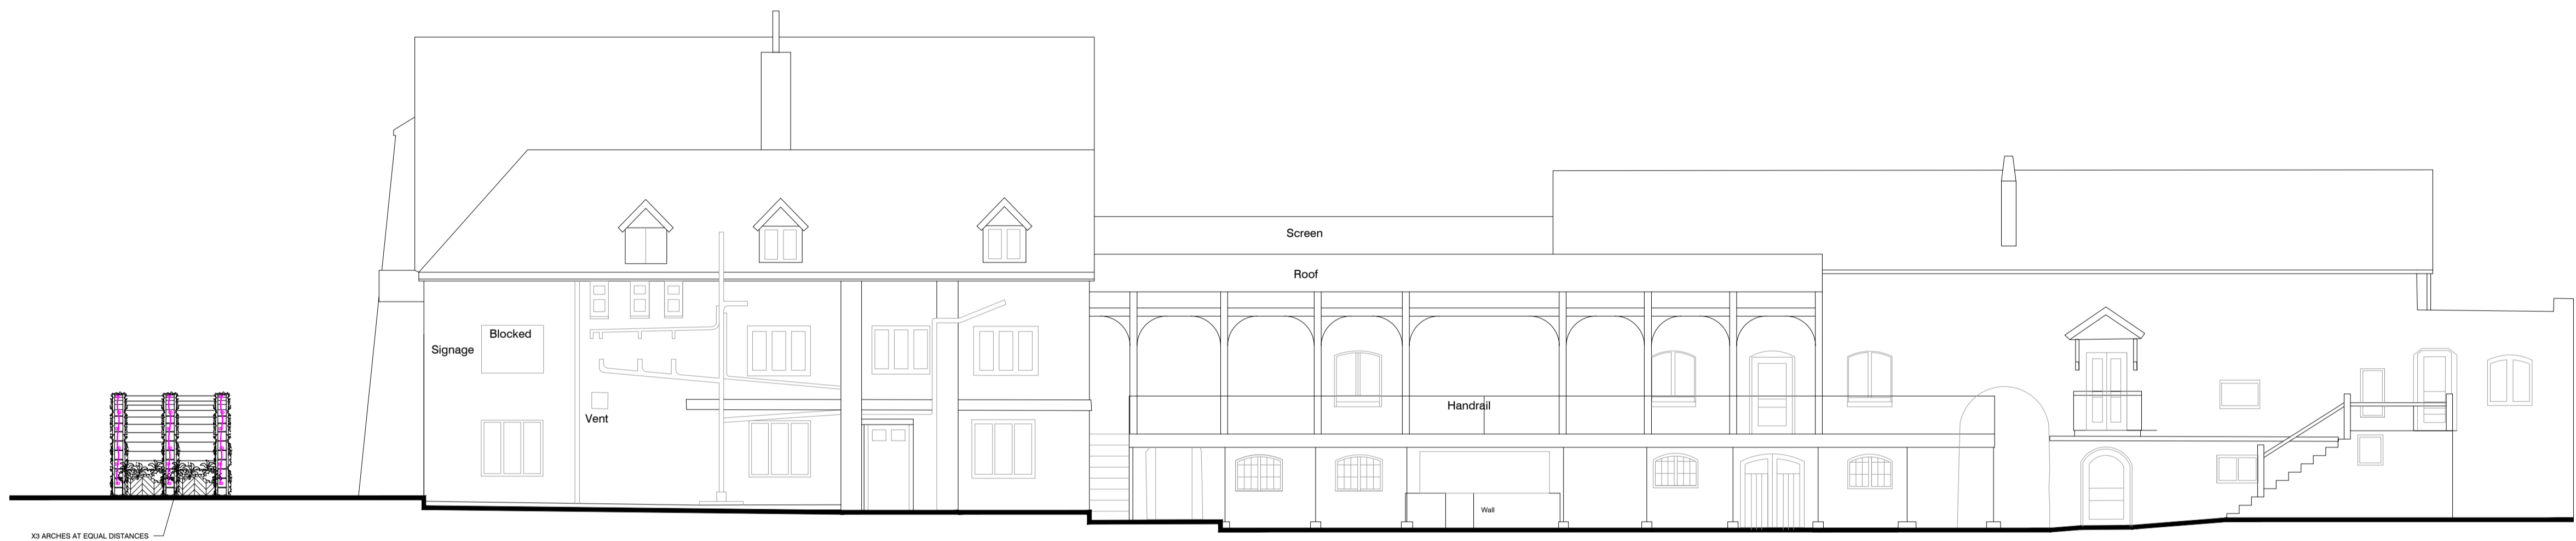 Screen
Roof
Blocked
Signage
Vent
Handrail
Wall
X3 ARCHES AT EQUAL DISTANCES